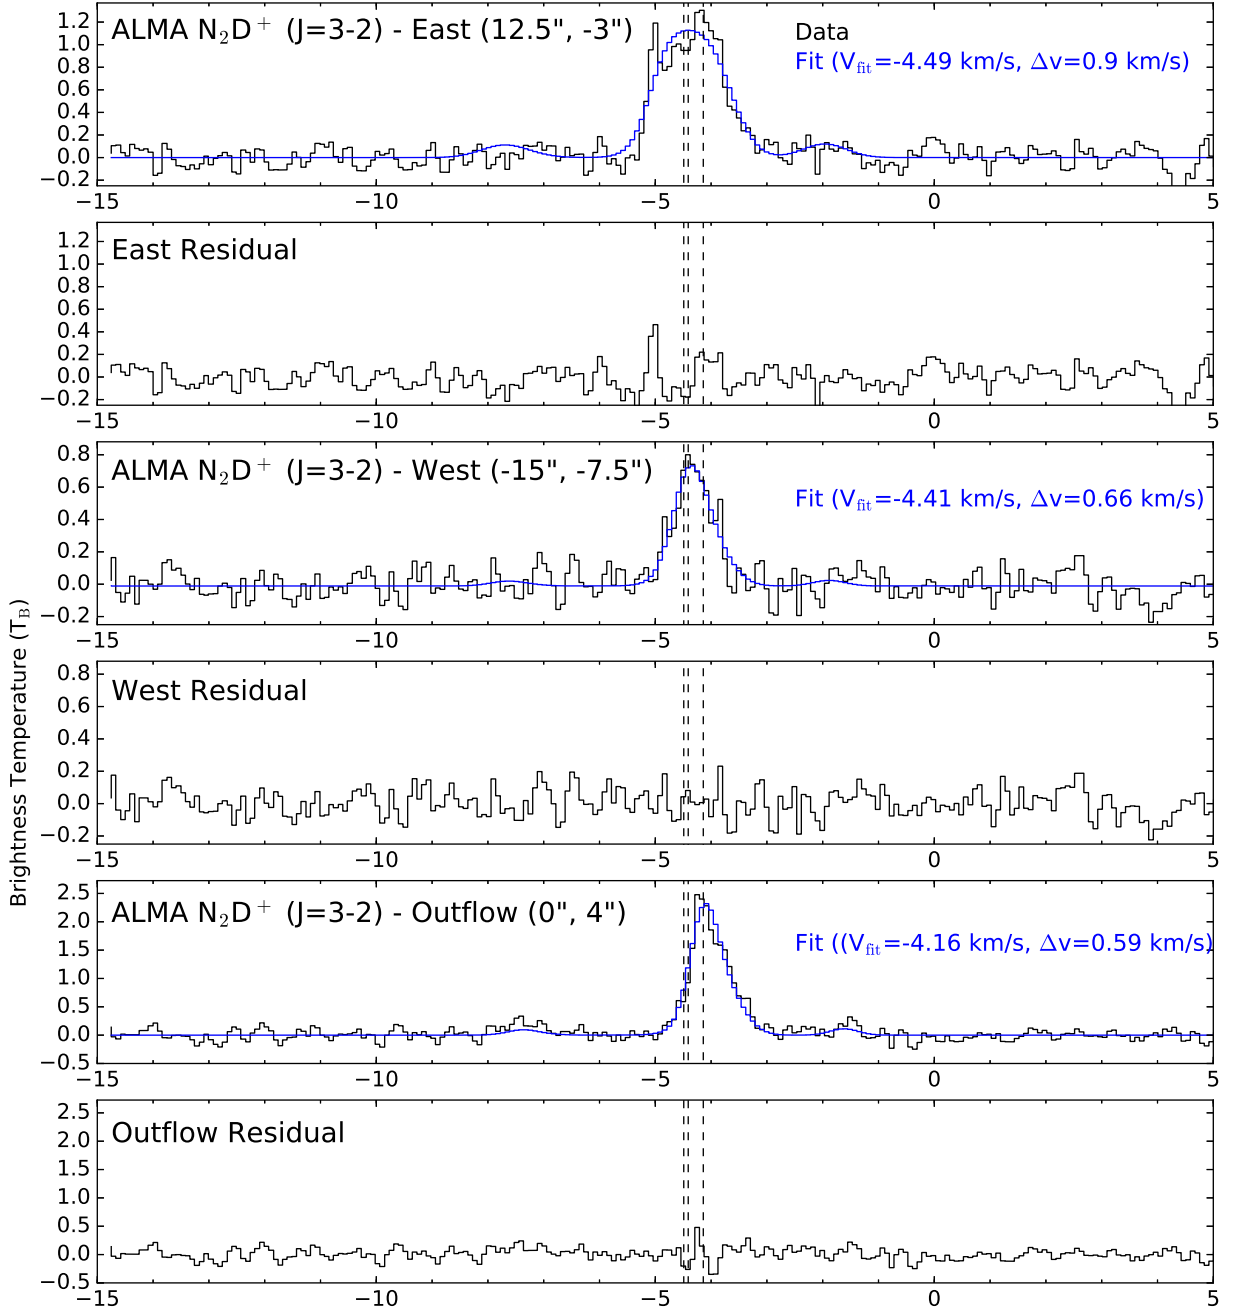 ALMA N₂D⁺ (J=3-2) - East (12.5", -3")
Data
Fit (V_fit=-4.49 km/s, Δv=0.9 km/s)
1.2
1.0
0.8
0.6
0.4
0.2
0.0
−0.2
−15 −10 −5 0 5
East Residual
1.2
1.0
0.8
0.6
0.4
0.2
0.0
−0.2
−15 −10 −5 0 5
ALMA N₂D⁺ (J=3-2) - West (-15", -7.5")
Fit (V_fit=-4.41 km/s, Δv=0.66 km/s)
0.8
0.6
0.4
0.2
0.0
−0.2
−15 −10 −5 0 5
Brightness Temperature (T_B)
West Residual
0.8
0.6
0.4
0.2
0.0
−0.2
−15 −10 −5 0 5
ALMA N₂D⁺ (J=3-2) - Outflow (0", 4")
Fit ((V_fit=-4.16 km/s, Δv=0.59 km/s)
2.5
2.0
1.5
1.0
0.5
0.0
−0.5
−15 −10 −5 0 5
Outflow Residual
2.5
2.0
1.5
1.0
0.5
0.0
−0.5
−15 −10 −5 0 5